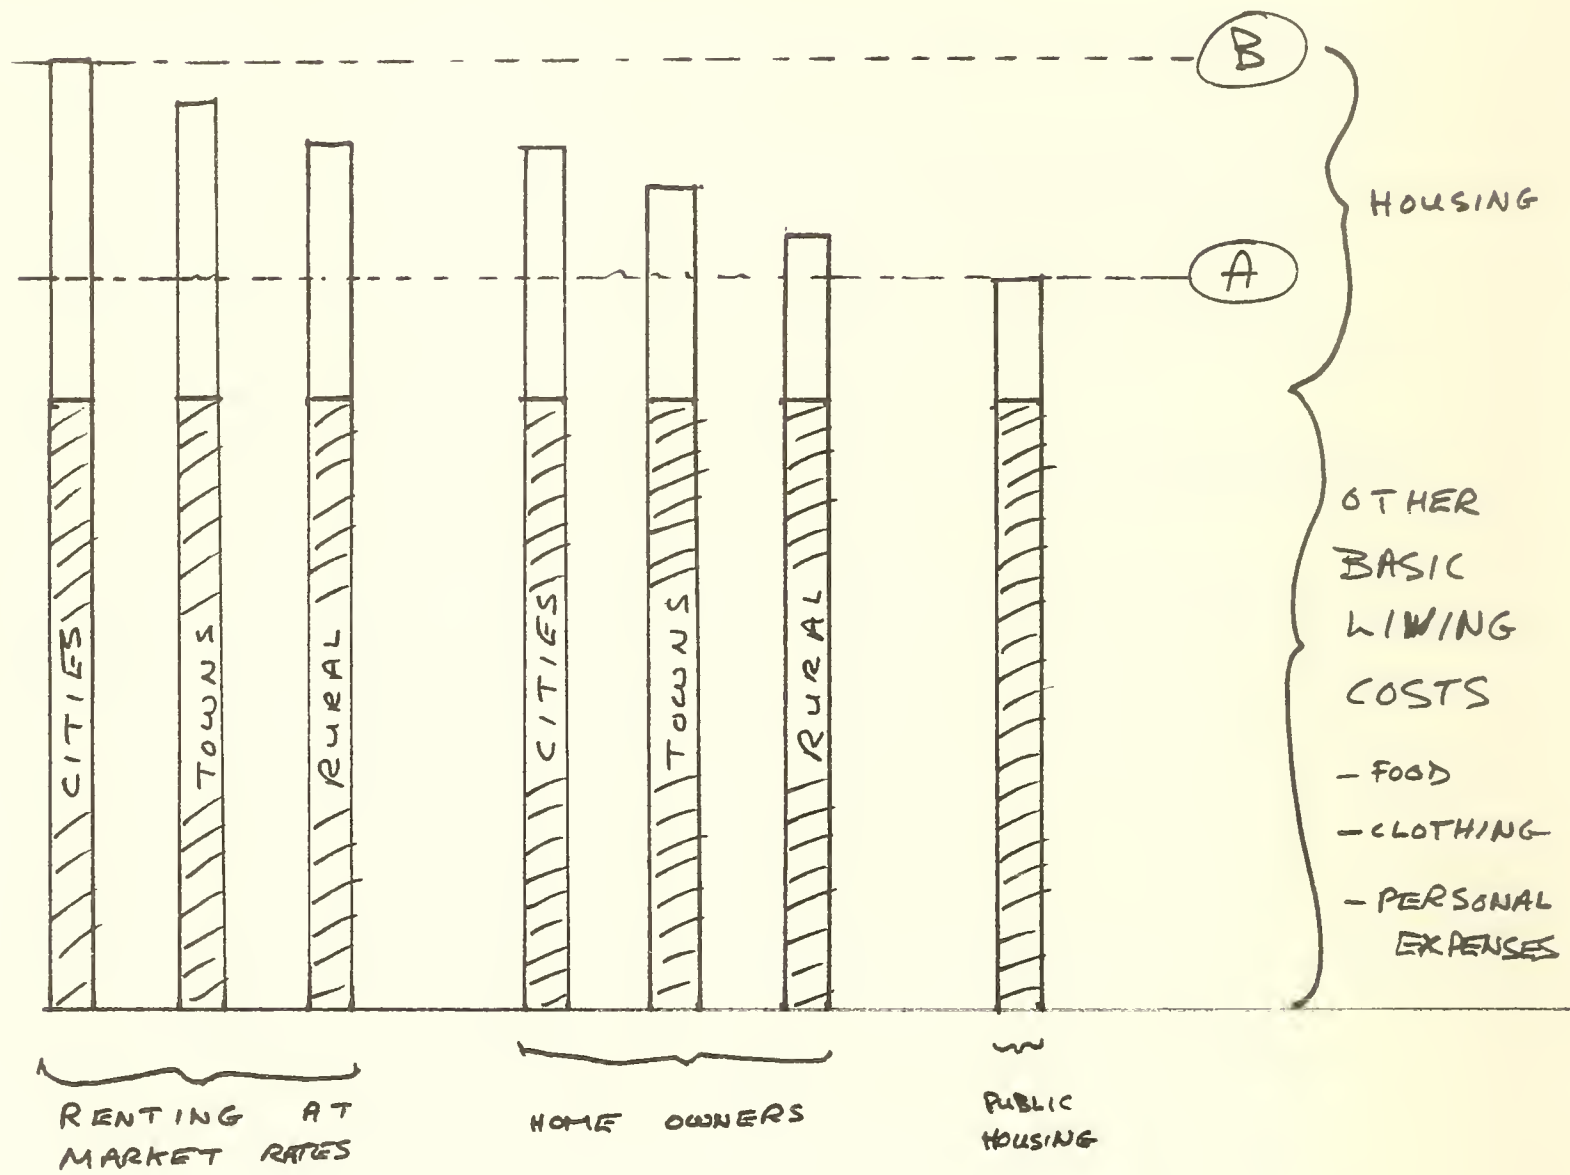 B
HOUSING
A
OTHER
BASIC
LIVING
COSTS
- FOOD
- CLOTHING
- PERSONAL
EXPENSES
CITIES
TOWNS
RURAL
CITIES
TOWNS
RURAL
RENTING AT
MARKET RATES
HOME OWNERS
PUBLIC
HOUSING